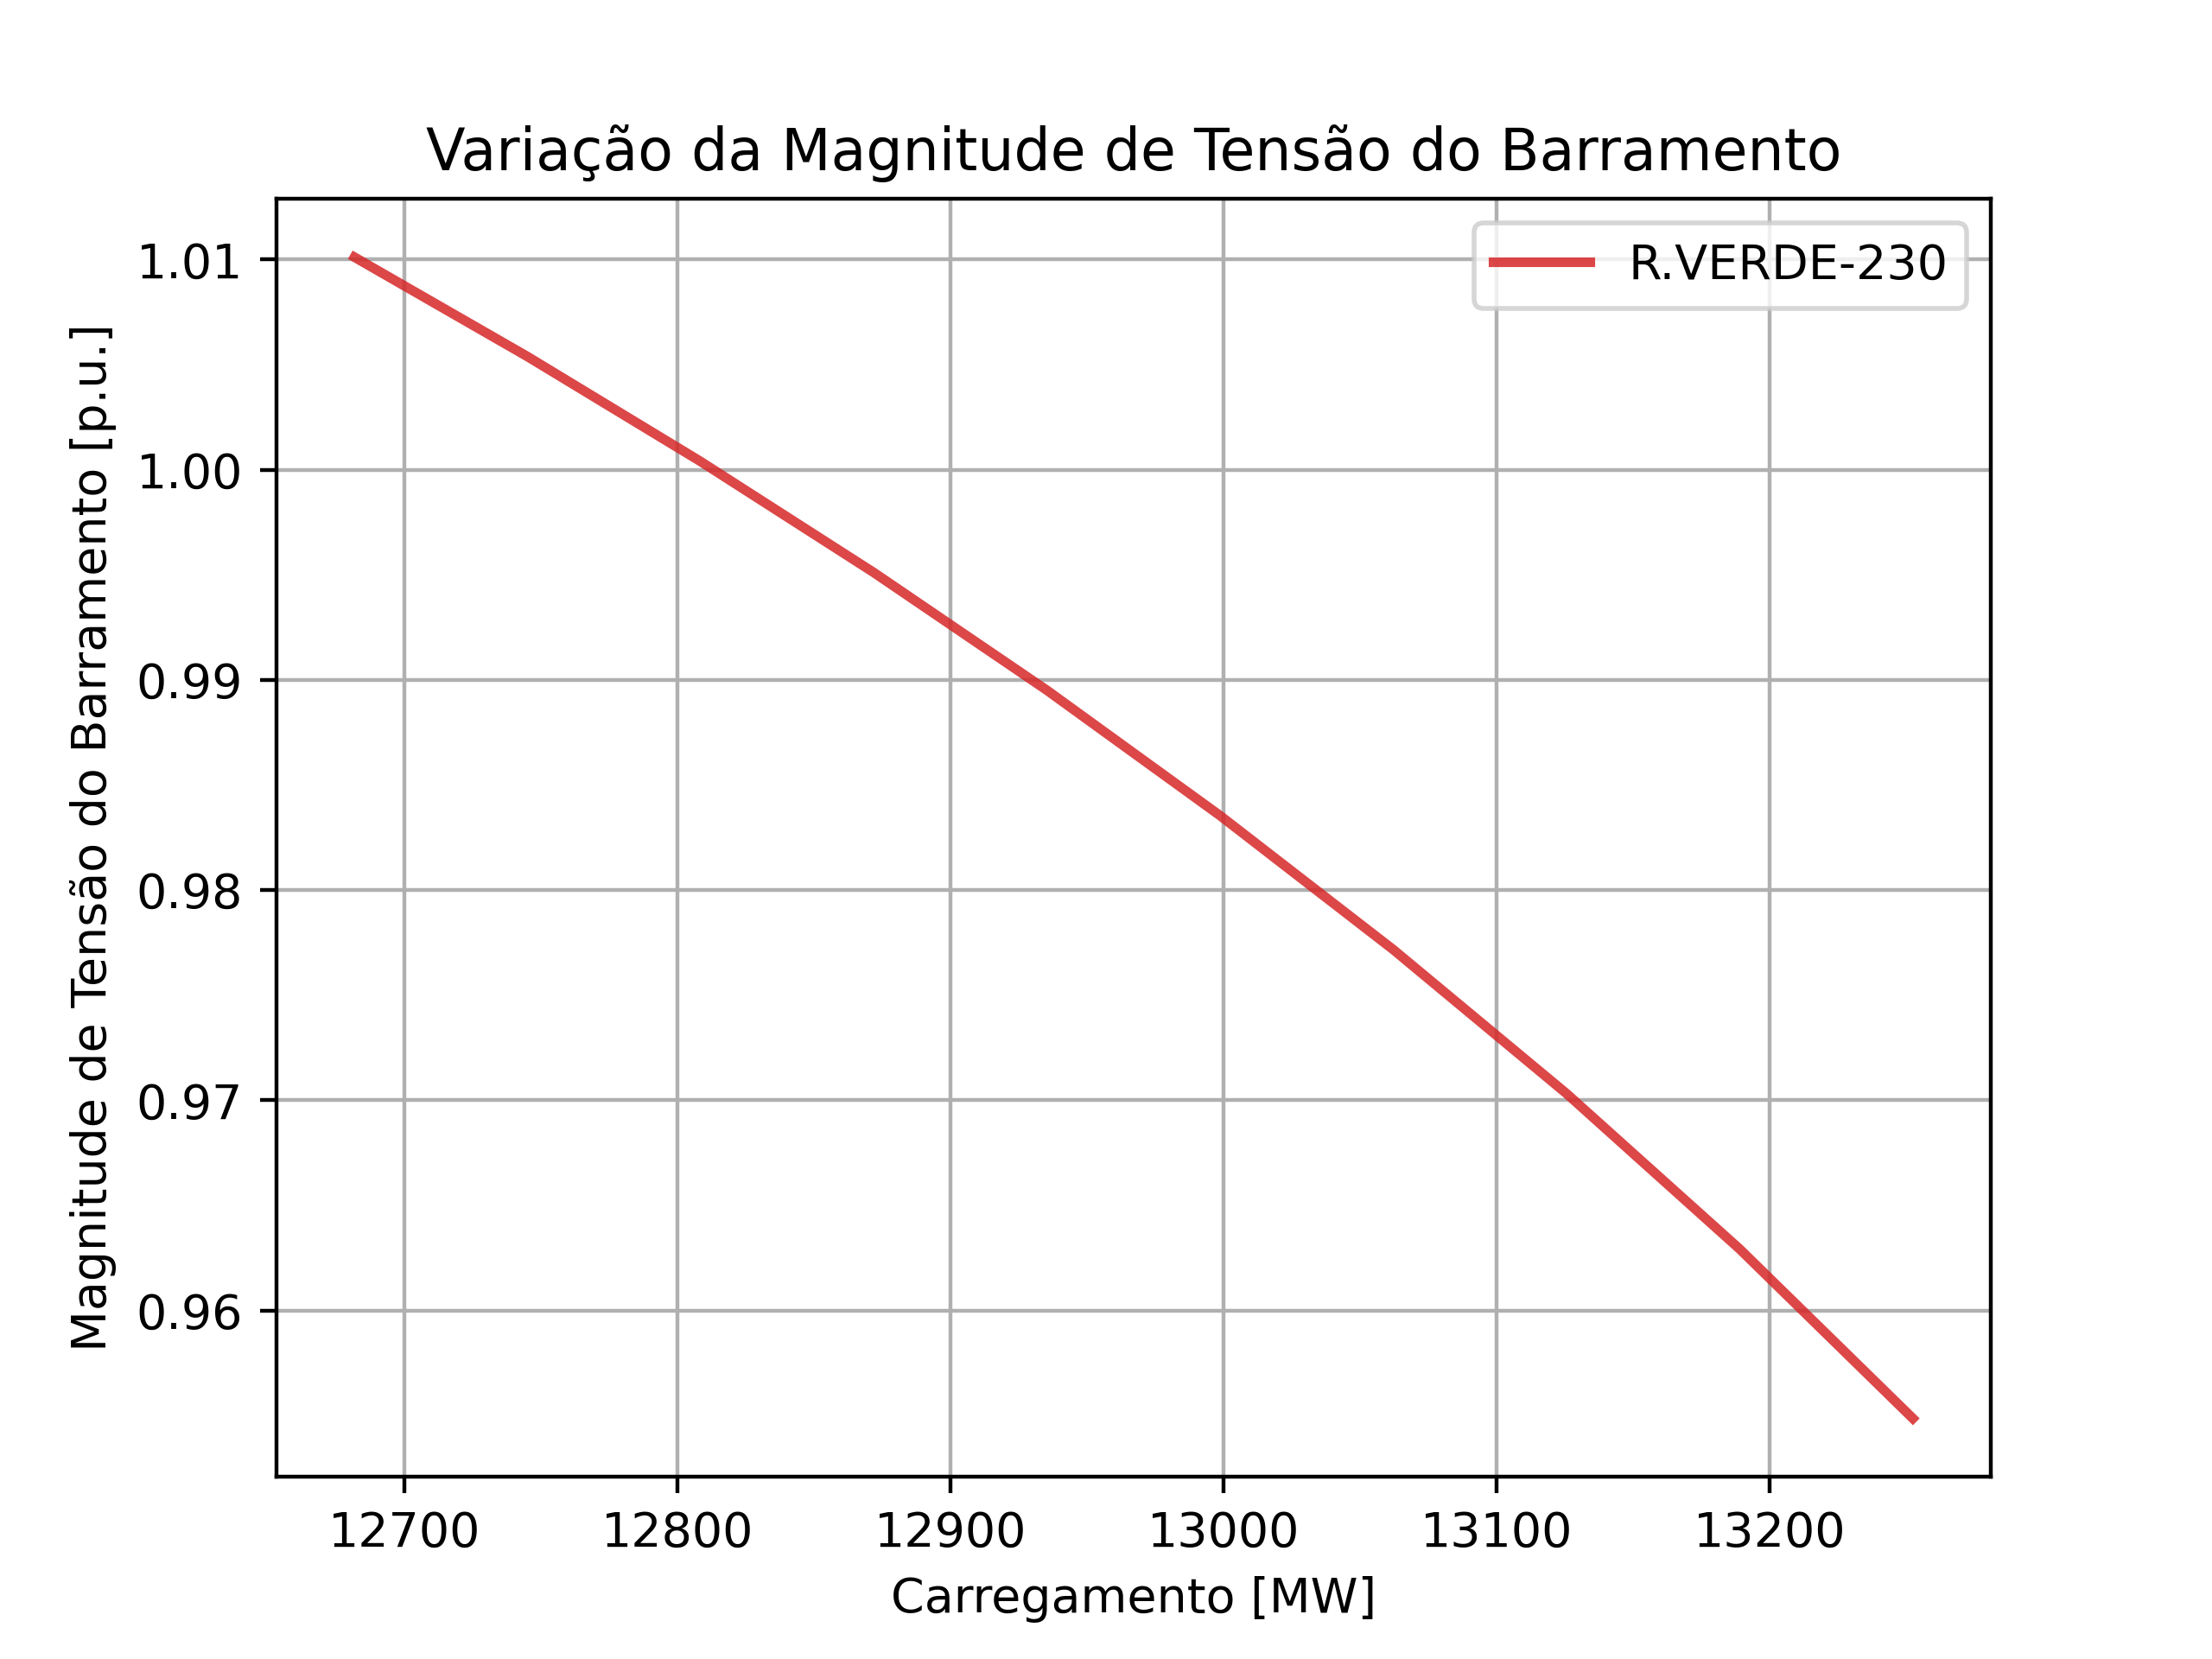 Variação da Magnitude de Tensão do Barramento
R.VERDE-230
Magnitude de Tensão do Barramento [p.u.]
1.01
1.00
0.99
0.98
0.97
0.96
12700 12800 12900 13000 13100 13200
Carregamento [MW]